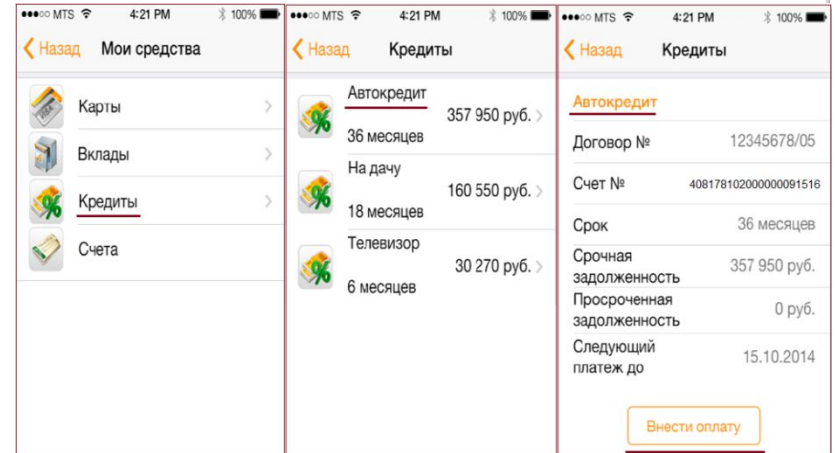 MTS 4:21 PM 100%
Назад Мои средства
Карты
Вклады
Кредиты
Счета
MTS 4:21 PM 100%
Назад Кредиты
Автокредит
357 950 руб.
36 месяцев
На дачу
160 550 руб.
18 месяцев
Телевизор
30 270 руб.
6 месяцев
MTS 4:21 PM 100%
Назад Кредиты
Автокредит
Договор № 12345678/05
Счет № 408178102000000091516
Срок 36 месяцев
Срочная
задолженность 357 950 руб.
Просроченная
задолженность 0 руб.
Следующий
платеж до 15.10.2014
Внести оплату